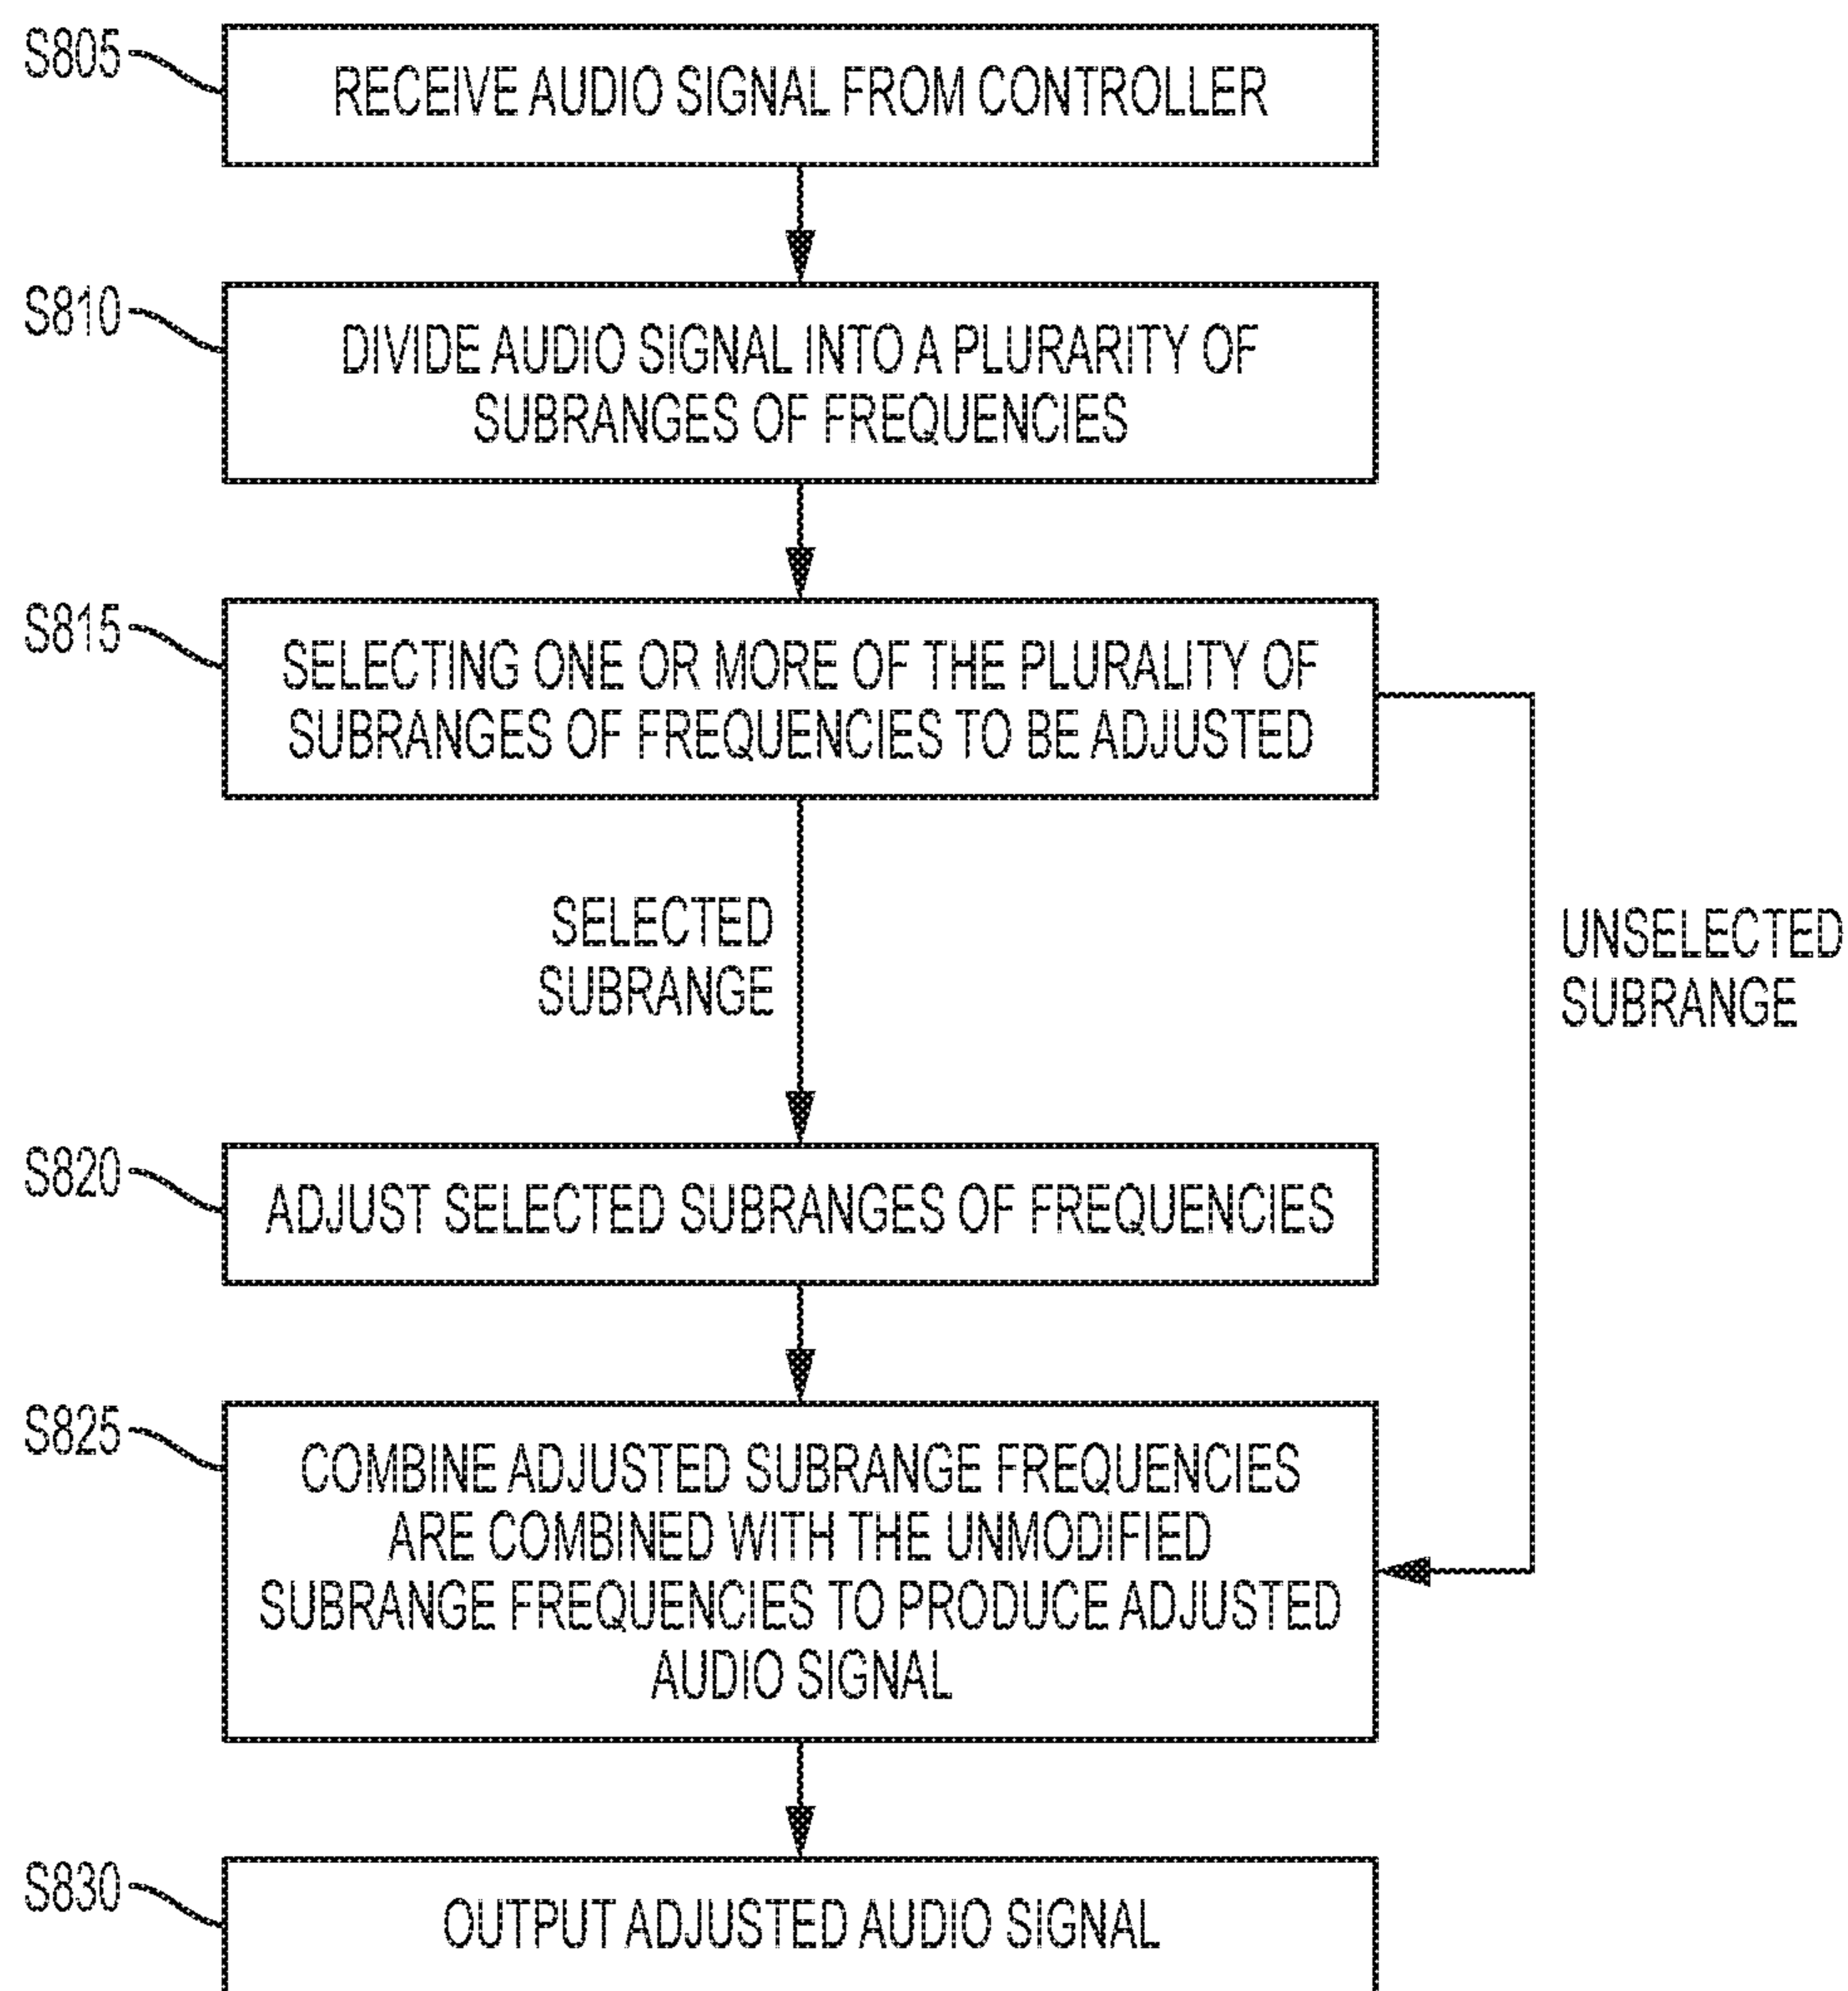 S805
RECEIVE AUDIO SIGNAL FROM CONTROLLER
S810
DIVIDE AUDIO SIGNAL INTO A PLURARITY OF
SUBRANGES OF FREQUENCIES
S815
SELECTING ONE OR MORE OF THE PLURALITY OF
SUBRANGES OF FREQUENCIES TO BE ADJUSTED
SELECTED
SUBRANGE
UNSELECTED
SUBRANGE
S820
ADJUST SELECTED SUBRANGES OF FREQUENCIES
S825
COMBINE ADJUSTED SUBRANGE FREQUENCIES
ARE COMBINED WITH THE UNMODIFIED
SUBRANGE FREQUENCIES TO PRODUCE ADJUSTED
AUDIO SIGNAL
S830
OUTPUT ADJUSTED AUDIO SIGNAL